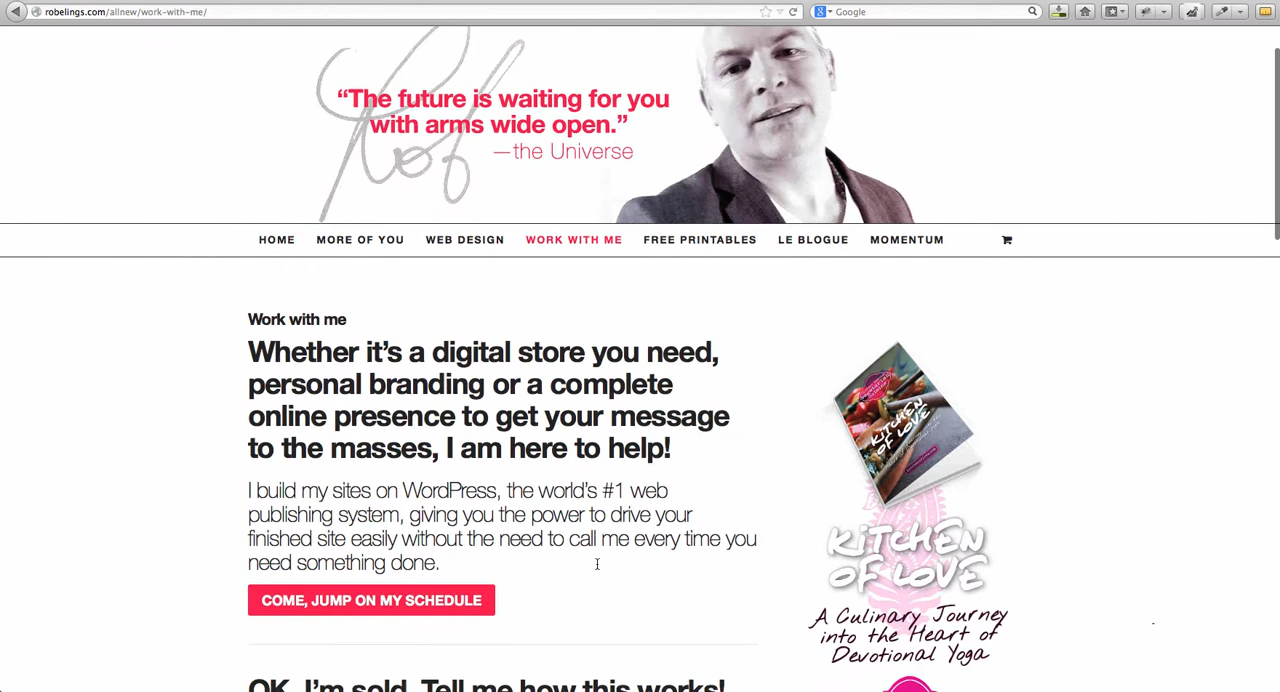 robelings.com/allnew/work-with-me/
Google
Rob
“The future is waiting for you
with arms wide open.”
—the Universe
HOME
MORE OF YOU
WEB DESIGN
WORK WITH ME
FREE PRINTABLES
LE BLOGUE
MOMENTUM
Work with me
Whether it’s a digital store you need,
personal branding or a complete
online presence to get your message
to the masses, I am here to help!
I build my sites on WordPress, the world’s #1 web
publishing system, giving you the power to drive your
finished site easily without the need to call me every time you
need something done.
COME, JUMP ON MY SCHEDULE
OK, I’m sold. Tell me how this works!
KITCHEN
OF LOVE
KITCHEN
OF LOVE
A Culinary Journey
into the Heart of
Devotional Yoga